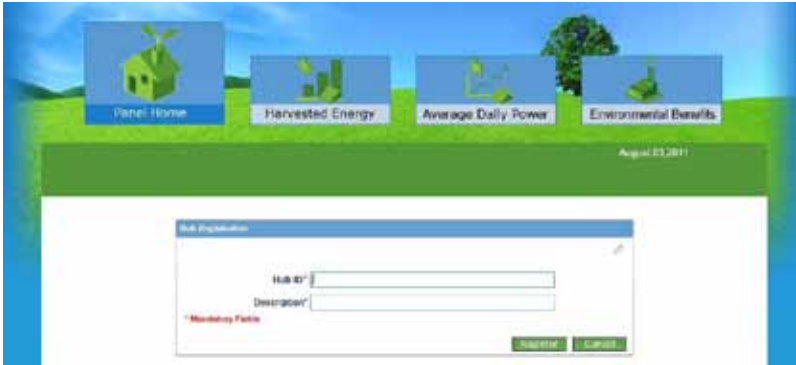 Panel Home
Harvested Energy
Average Daily Power
Environmental Benefits
August 03,2011
Hub Registration
Hub ID*
Description*
* Mandatory Fields
Register
Cancel